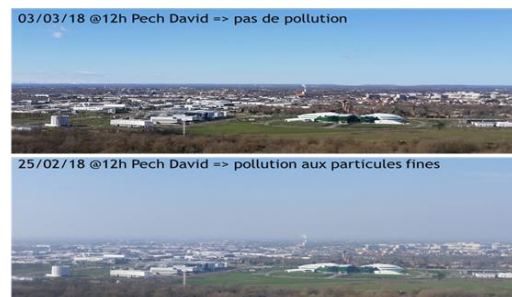 03/03/18 @12h Pech David => pas de pollution
25/02/18 @12h Pech David => pollution aux particules fines